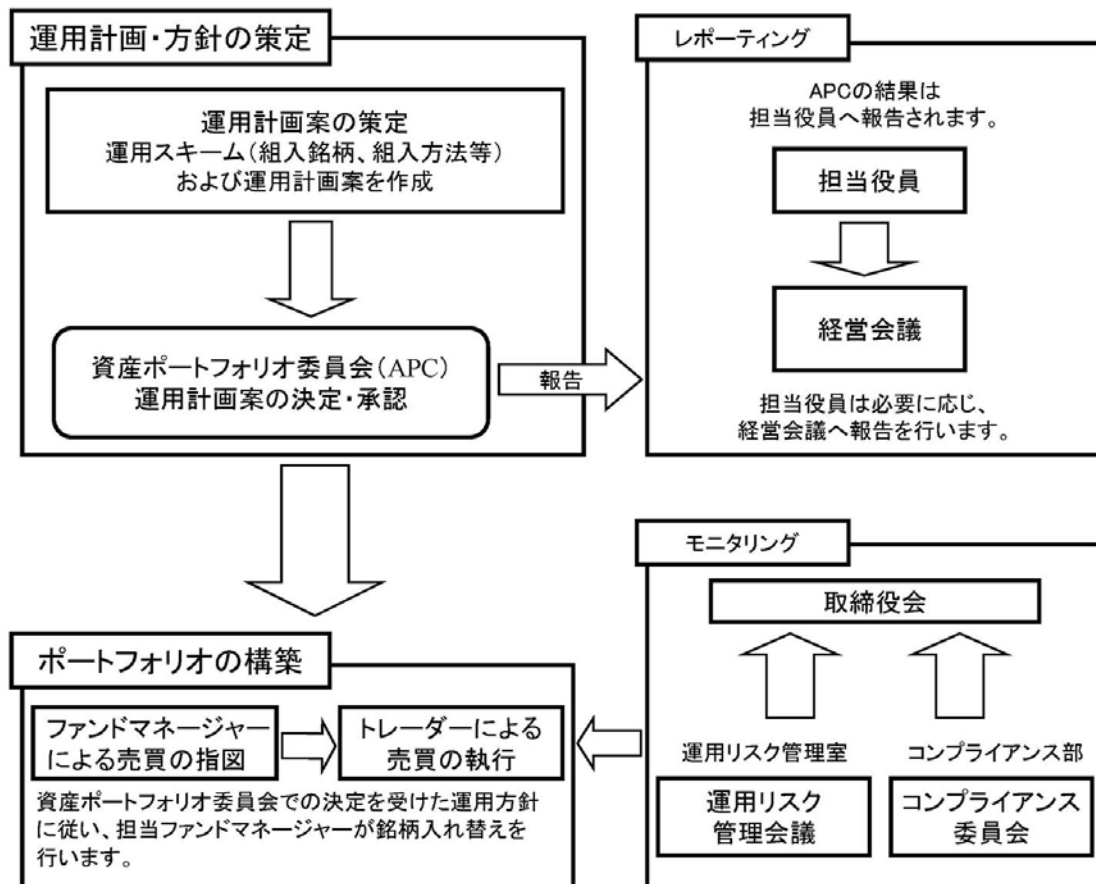 運用計画・方針の策定
運用計画案の策定
運用スキーム(組入銘柄、組入方法等)
および運用計画案を作成
資産ポートフォリオ委員会(APC)
運用計画案の決定・承認
報告
レポーティング
APCの結果は
担当役員へ報告されます。
担当役員
経営会議
担当役員は必要に応じ、
経営会議へ報告を行います。
ポートフォリオの構築
ファンドマネージャー
による売買の指図
トレーダーによる
売買の執行
資産ポートフォリオ委員会での決定を受けた運用方針
に従い、担当ファンドマネージャーが銘柄入れ替えを
行います。
モニタリング
取締役会
運用リスク管理室
運用リスク
管理会議
コンプライアンス部
コンプライアンス
委員会